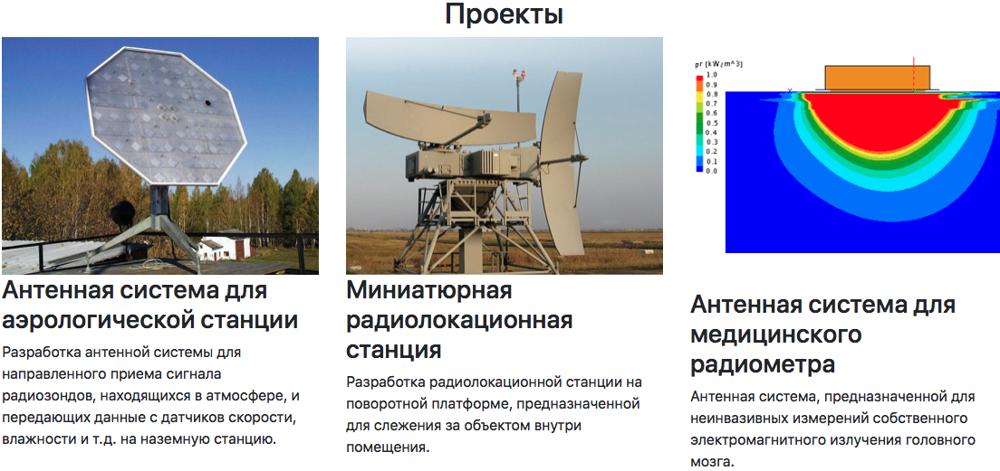 Проекты
Антенная система для
аэрологической станции
Разработка антенной системы для
направленного приема сигнала
радиозондов, находящихся в атмосфере, и
передающих данные с датчиков скорости,
влажности и т.д. на наземную станцию.
Миниатюрная
радиолокационная
станция
Разработка радиолокационной станции на
поворотной платформе, предназначенной
для слежения за объектом внутри
помещения.
pr [kW/m^3]
1.0
0.9
0.8
0.7
0.6
0.5
0.4
0.3
0.2
0.1
0.0
x
Антенная система для
медицинского
радиометра
Антенная система, предназначенной для
неинвазивных измерений собственного
электромагнитного излучения головного
мозга.